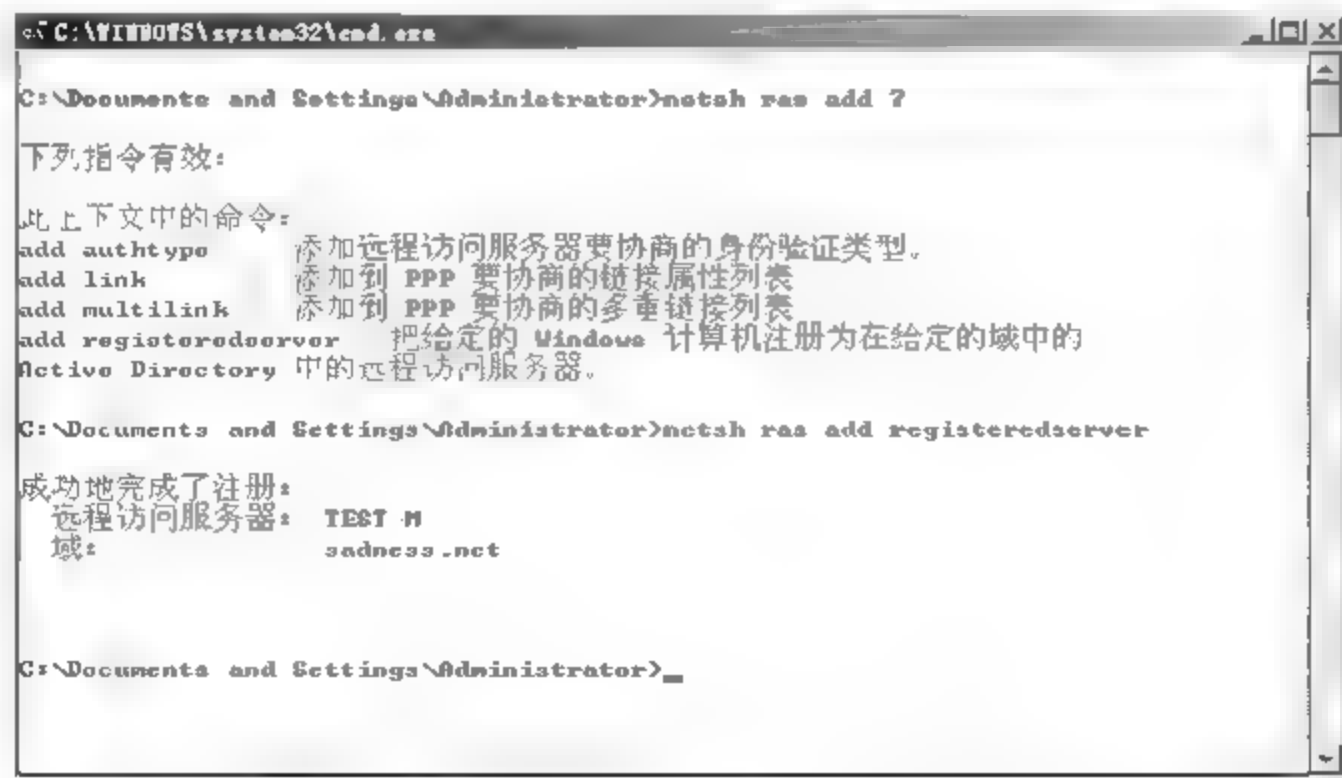 C:\WINDOWS\system32\cmd.exe
C:\Documents and Settings\Administrator>netsh ras add ?
下列指令有效:
此上下文中的命令:
add authtype 添加远程访问服务器要协商的身份验证类型。
add link 添加到 PPP 要协商的链接属性列表
add multilink 添加到 PPP 要协商的多重链接列表
add registeredserver 把给定的 Windows 计算机注册为在给定的域中的
Active Directory 中的远程访问服务器。
C:\Documents and Settings\Administrator>netsh ras add registeredserver
成功地完成了注册:
远程访问服务器: TEST-M
域: sadness.net
C:\Documents and Settings\Administrator>_